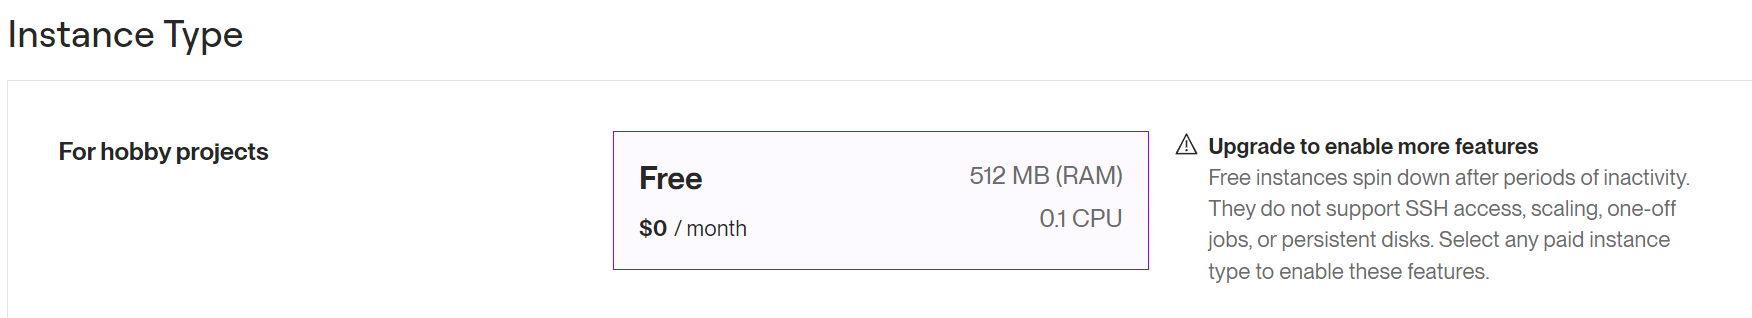 Instance Type
For hobby projects
Free
512 MB (RAM)
$0 / month
0.1 CPU
Upgrade to enable more features
Free instances spin down after periods of inactivity.
They do not support SSH access, scaling, one-off
jobs, or persistent disks. Select any paid instance
type to enable these features.